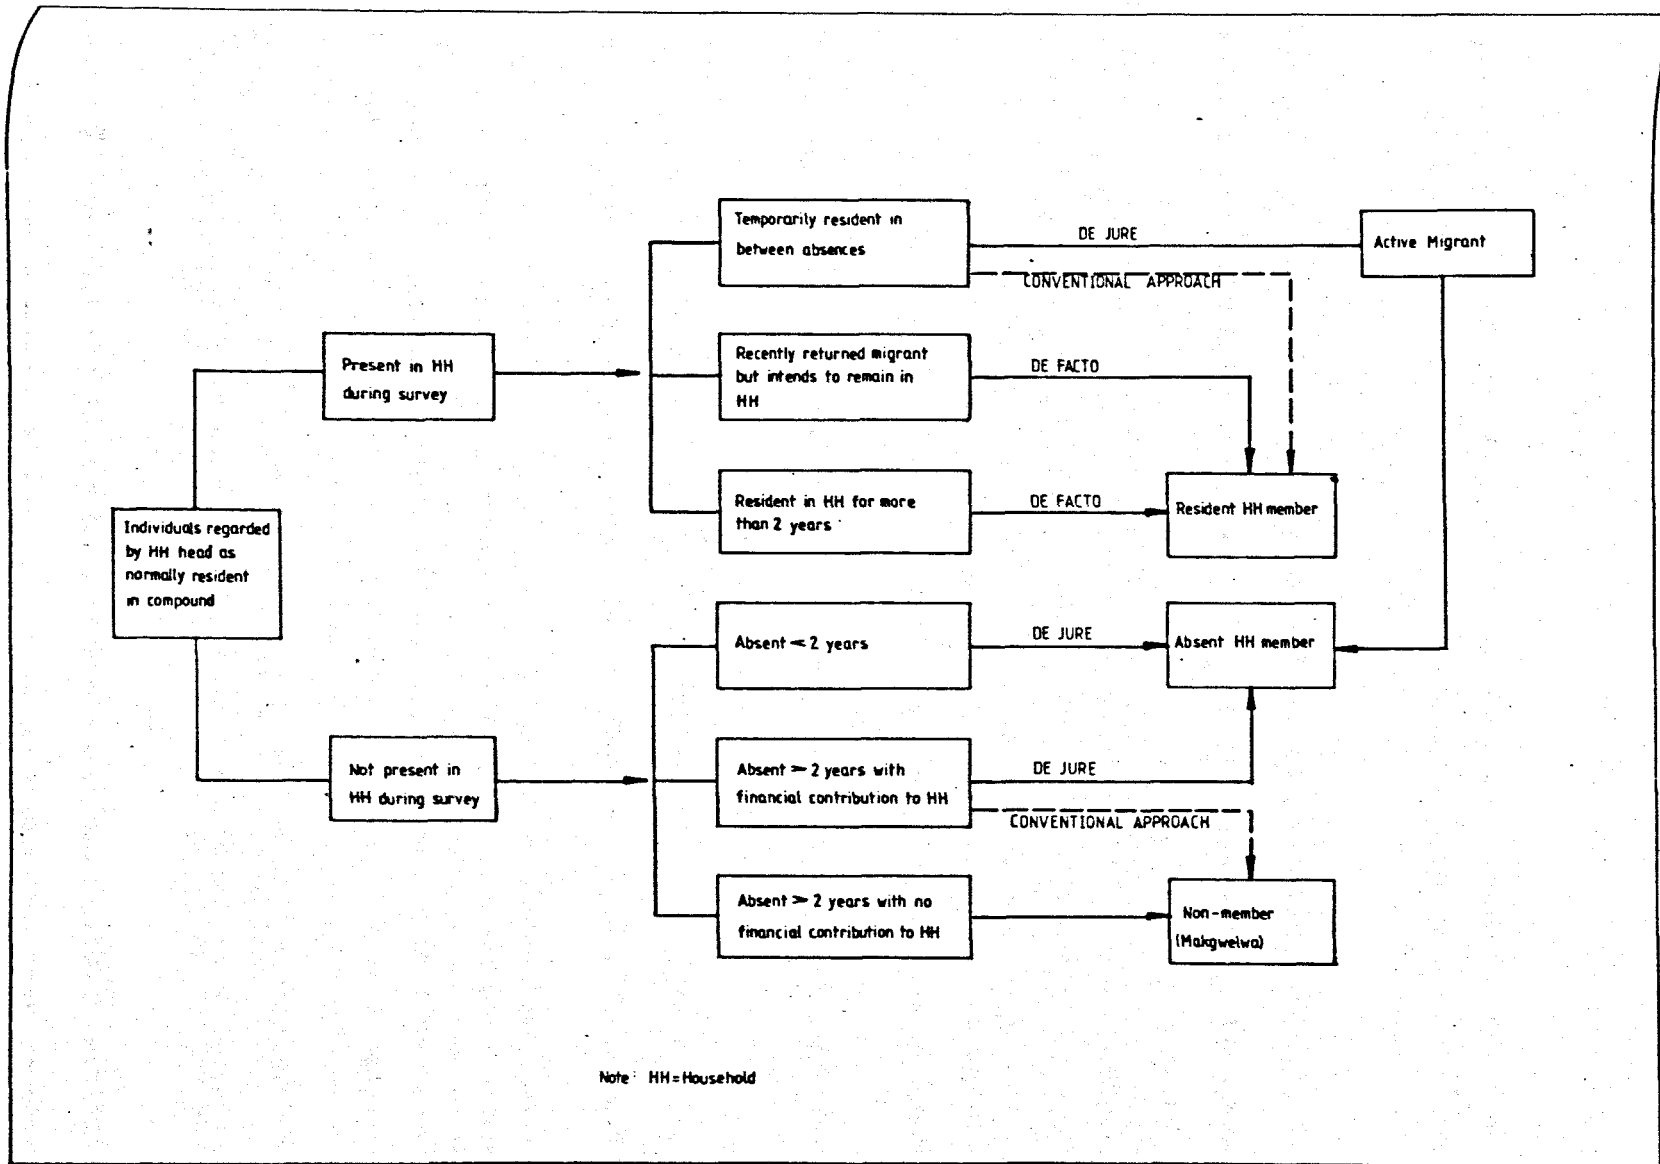 Temporarily resident in
between absences
DE JURE
Active Migrant
CONVENTIONAL APPROACH
Present in HH
during survey
Recently returned migrant
but intends to remain in
HH
DE FACTO
Resident in HH for more
than 2 years
DE FACTO
Resident HH member
Individuals regarded
by HH head as
normally resident
in compound
Absent < 2 years
DE JURE
Absent HH member
Not present in
HH during survey
Absent > 2 years with
financial contribution to HH
DE JURE
CONVENTIONAL APPROACH
Absent > 2 years with no
financial contribution to HH
Non-member
(Makgwelwa)
Note: HH=Household